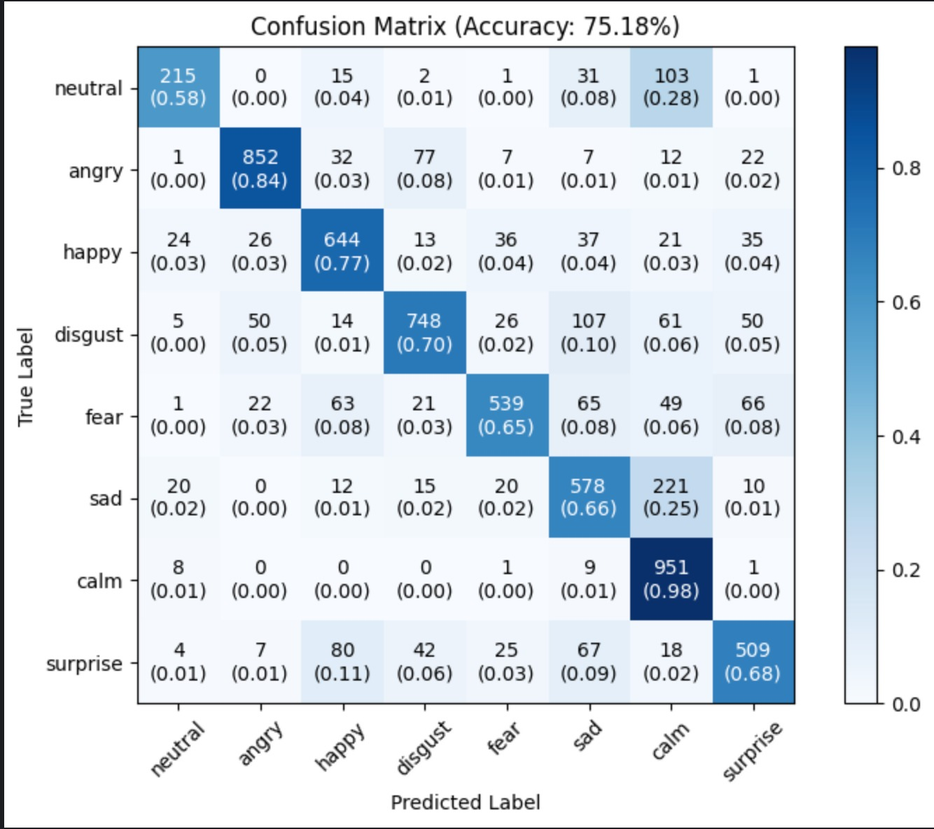 Confusion Matrix (Accuracy: 75.18%)
neutral 215 0 15 2 1 31 103 1
(0.58) (0.00) (0.04) (0.01) (0.00) (0.08) (0.28) (0.00)
angry 1 852 32 77 7 7 12 22
(0.00) (0.84) (0.03) (0.08) (0.01) (0.01) (0.01) (0.02)
happy 24 26 644 13 36 37 21 35
(0.03) (0.03) (0.77) (0.02) (0.04) (0.04) (0.03) (0.04)
disgust 5 50 14 748 26 107 61 50
(0.00) (0.05) (0.01) (0.70) (0.02) (0.10) (0.06) (0.05)
fear 1 22 63 21 539 65 49 66
(0.00) (0.03) (0.08) (0.03) (0.65) (0.08) (0.06) (0.08)
sad 20 0 12 15 20 578 221 10
(0.02) (0.00) (0.01) (0.02) (0.02) (0.66) (0.25) (0.01)
calm 8 0 0 0 1 9 951 1
(0.01) (0.00) (0.00) (0.00) (0.00) (0.01) (0.98) (0.00)
surprise 4 7 80 42 25 67 18 509
(0.01) (0.01) (0.11) (0.06) (0.03) (0.09) (0.02) (0.68)
neutral angry happy disgust fear sad calm surprise
Predicted Label
True Label
0.8
0.6
0.4
0.2
0.0